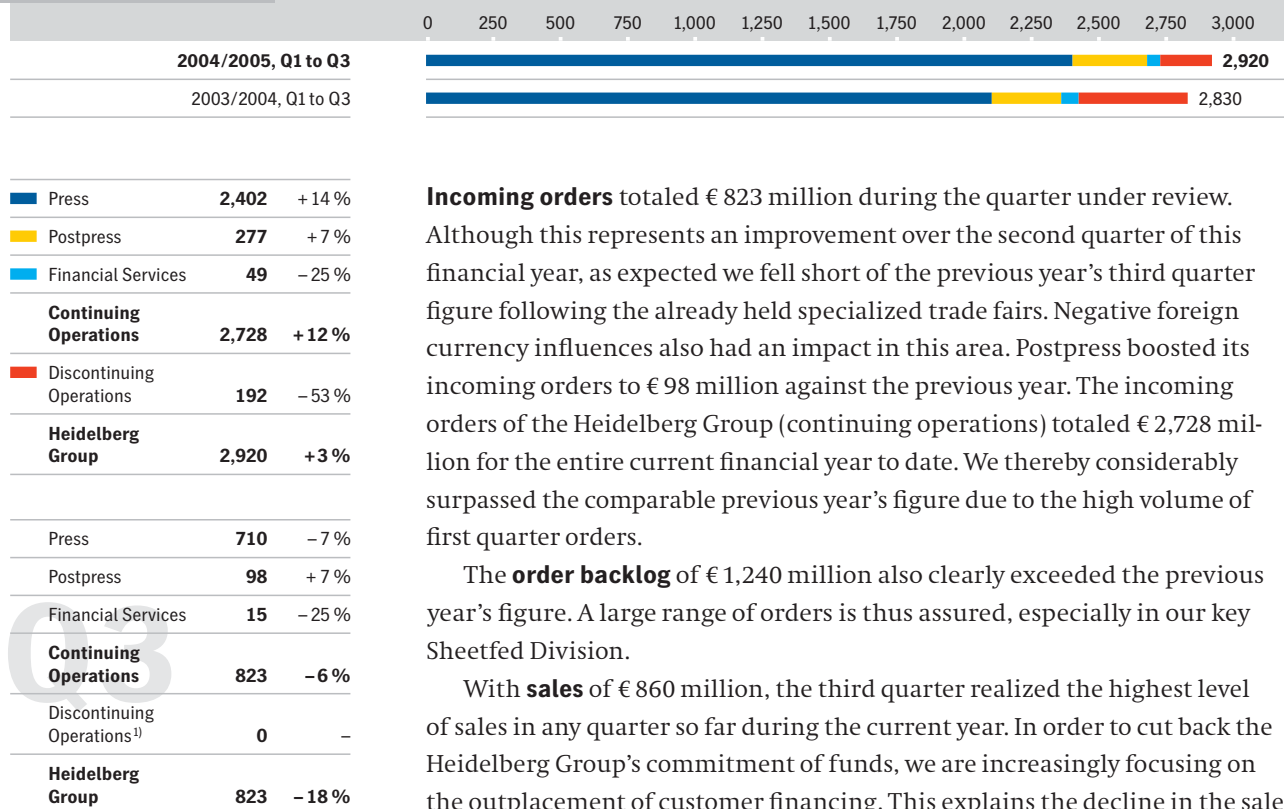 0 250 500 750 1,000 1,250 1,500 1,750 2,000 2,250 2,500 2,750 3,000
2004/2005, Q1 to Q3 2,920
2003/2004, Q1 to Q3 2,830
Press 2,402 +14 %
Postpress 277 +7 %
Financial Services 49 –25 %
Continuing
Operations 2,728 +12 %
Discontinuing
Operations 192 –53 %
Heidelberg
Group 2,920 +3 %
Q3
Press 710 –7 %
Postpress 98 +7 %
Financial Services 15 –25 %
Continuing
Operations 823 –6 %
Discontinuing
Operations 1) 0 –
Heidelberg
Group 823 –18 %
Incoming orders totaled € 823 million during the quarter under review.
Although this represents an improvement over the second quarter of this
financial year, as expected we fell short of the previous year’s third quarter
figure following the already held specialized trade fairs. Negative foreign
currency influences also had an impact in this area. Postpress boosted its
incoming orders to € 98 million against the previous year. The incoming
orders of the Heidelberg Group (continuing operations) totaled € 2,728 mil-
lion for the entire current financial year to date. We thereby considerably
surpassed the comparable previous year’s figure due to the high volume of
first quarter orders.
The order backlog of € 1,240 million also clearly exceeded the previous
year’s figure. A large range of orders is thus assured, especially in our key
Sheetfed Division.
With sales of € 860 million, the third quarter realized the highest level
of sales in any quarter so far during the current year. In order to cut back the
Heidelberg Group’s commitment of funds, we are increasingly focusing on
the outplacement of customer financing. This explains the decline in the sale